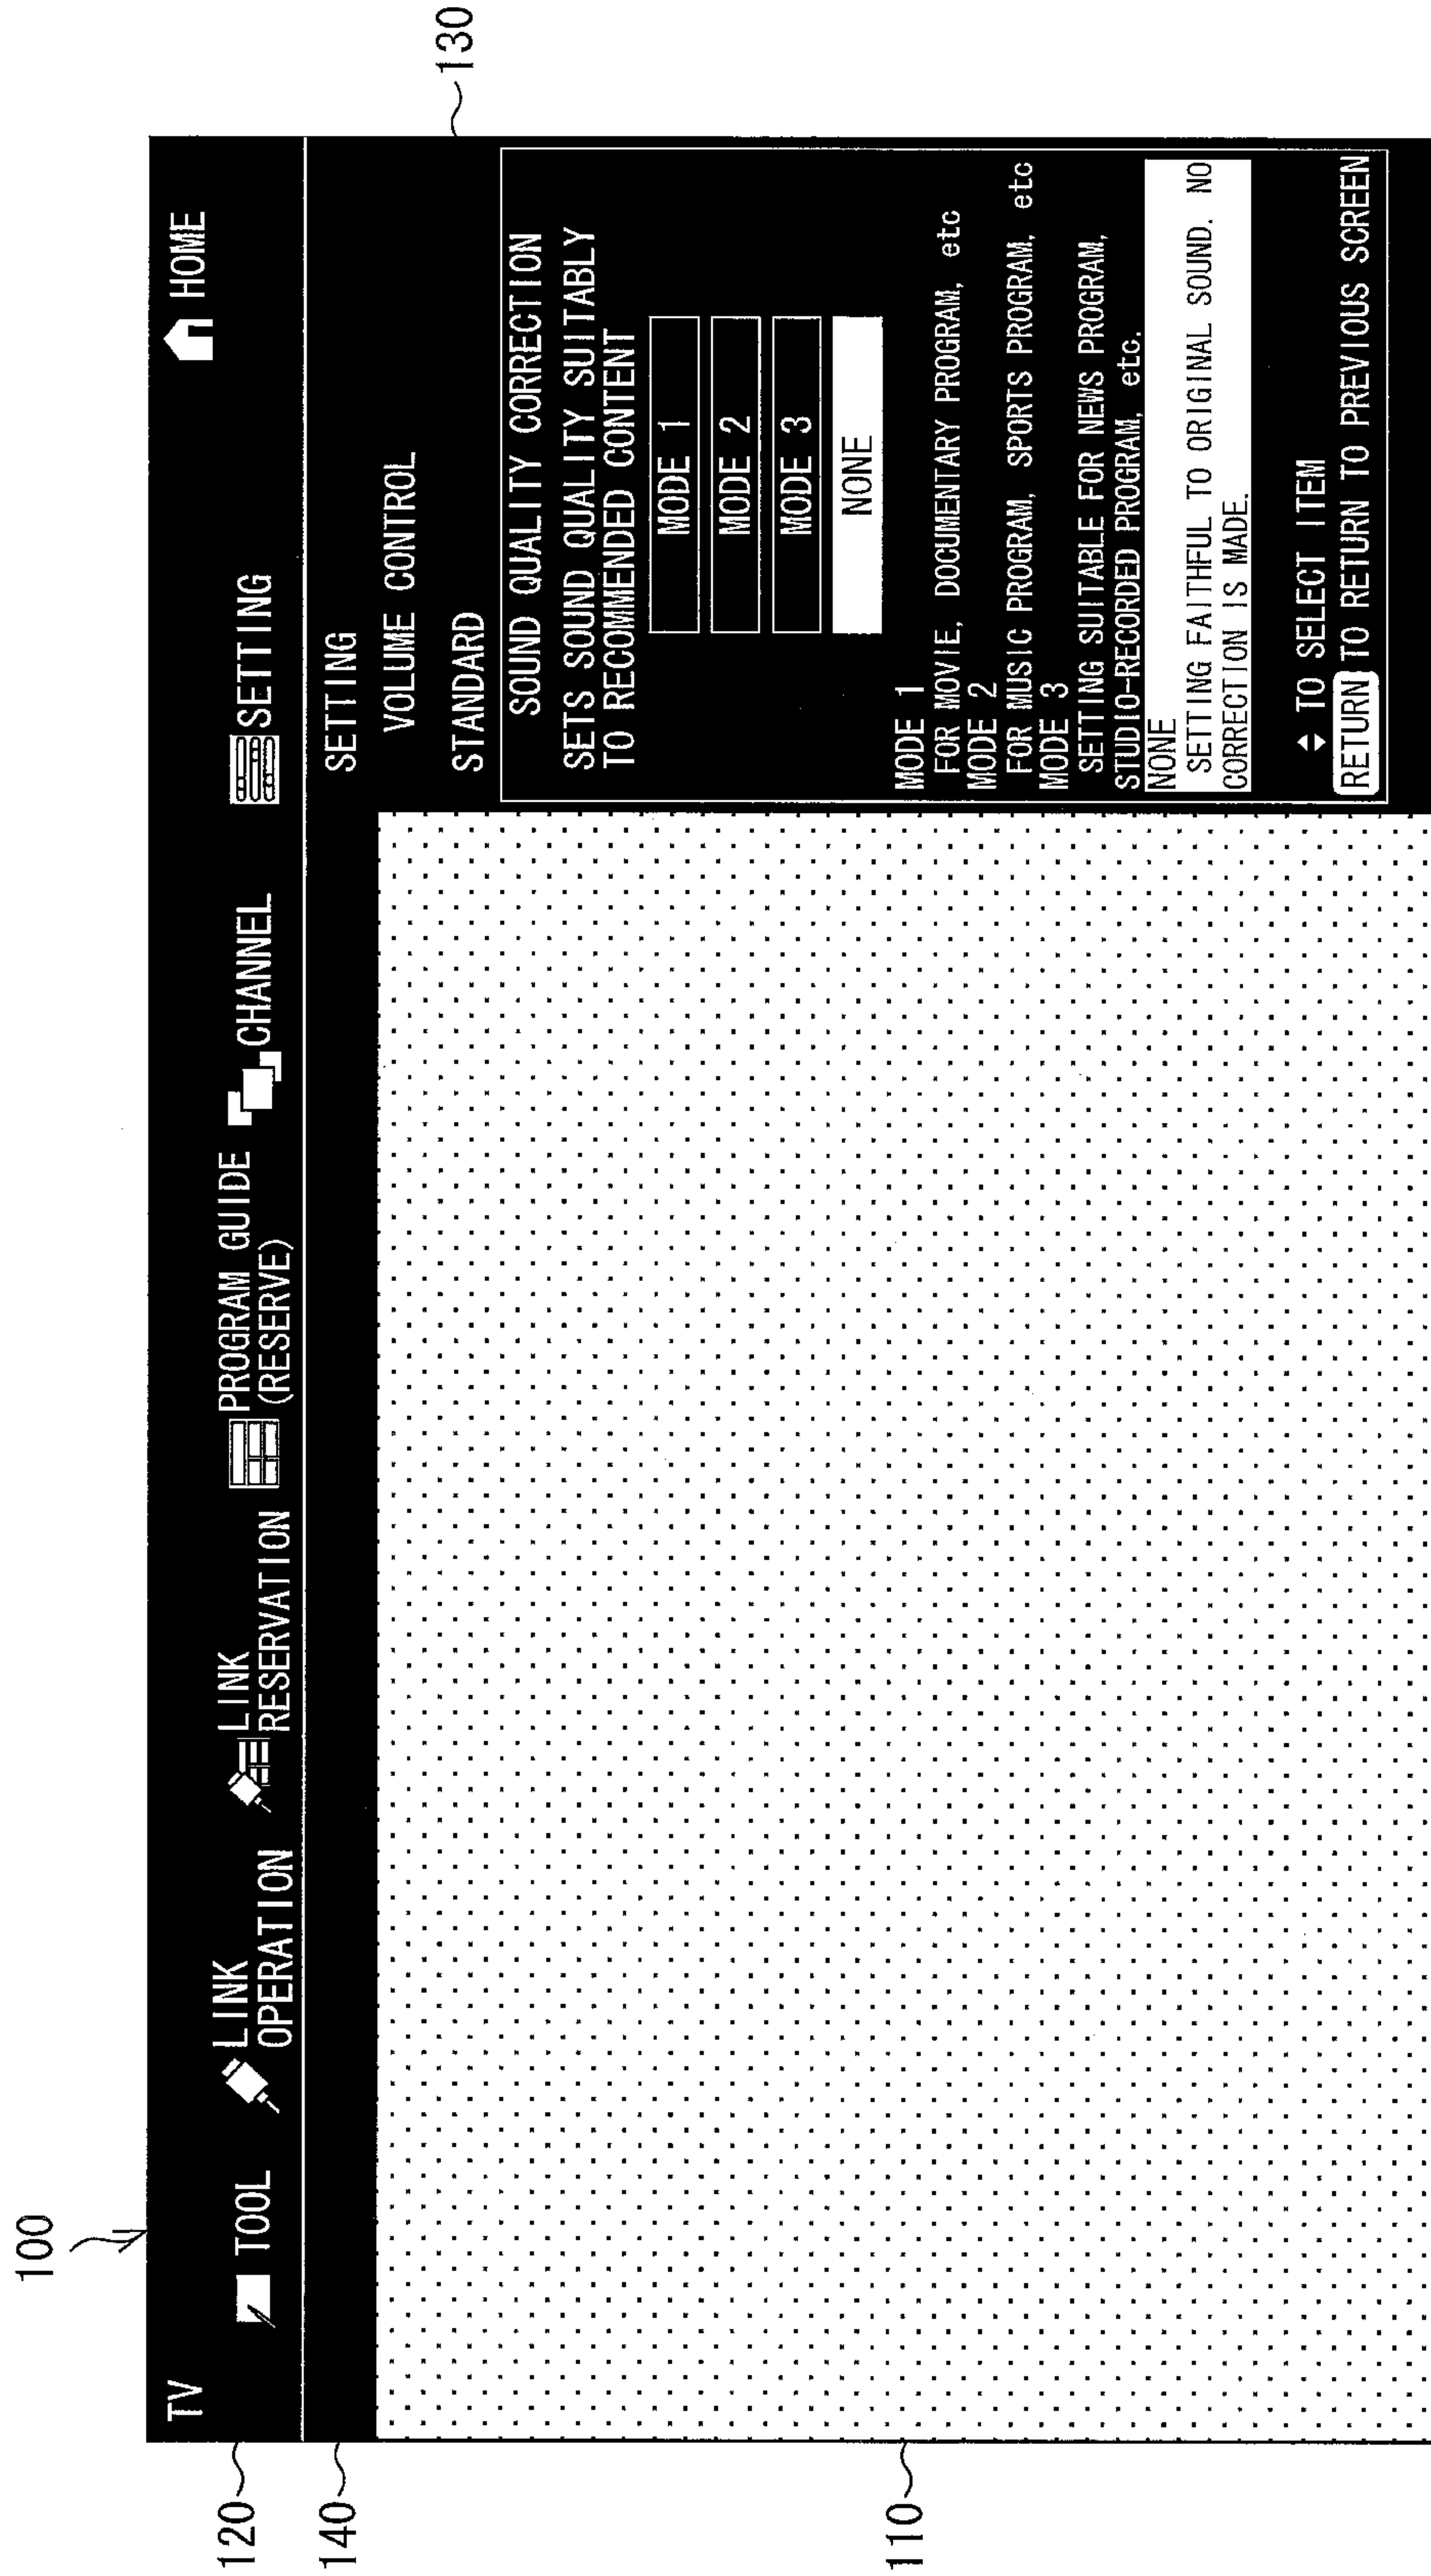 100
TV
HOME
120
TOOL
LINK
OPERATION
LINK
RESERVATION
PROGRAM GUIDE
(RESERVE)
CHANNEL
SETTING
140
SETTING
VOLUME CONTROL
STANDARD
130
SOUND QUALITY CORRECTION
SETS SOUND QUALITY SUITABLY
TO RECOMMENDED CONTENT
MODE 1
MODE 2
MODE 3
NONE
110
MODE 1
FOR MOVIE, DOCUMENTARY PROGRAM, etc
MODE 2
FOR MUSIC PROGRAM, SPORTS PROGRAM, etc
MODE 3
SETTING SUITABLE FOR NEWS PROGRAM,
STUDIO-RECORDED PROGRAM, etc.
NONE
SETTING FAITHFUL TO ORIGINAL SOUND. NO
CORRECTION IS MADE.
TO SELECT ITEM
RETURN TO RETURN TO PREVIOUS SCREEN